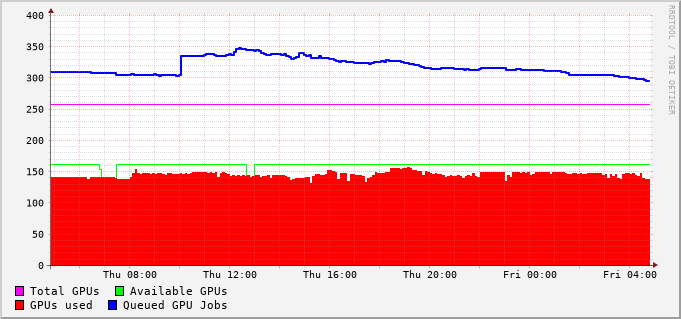 400
350
300
250
200
150
100
50
0
Thu 08:00 Thu 12:00 Thu 16:00 Thu 20:00 Fri 00:00 Fri 04:00
Total GPUs Available GPUs
GPUs used Queued GPU Jobs
RRDTOOL / TOBI OETIKER